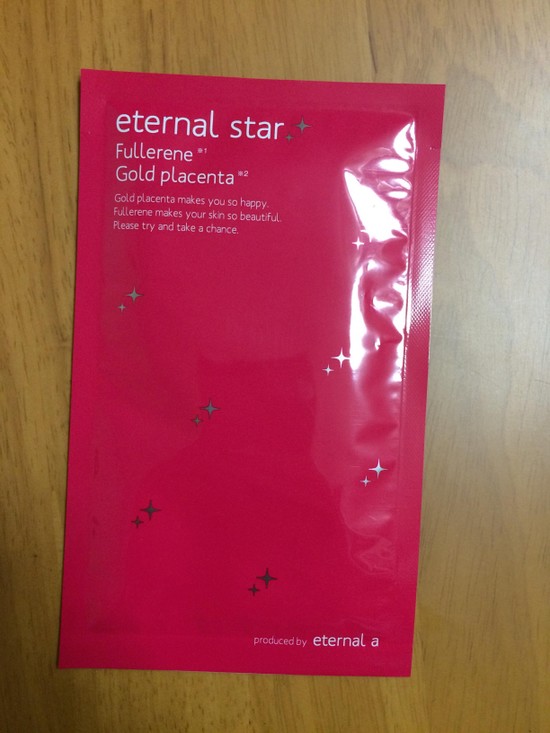 eternal star
Fullerene※1
Gold placenta※2
Gold placenta makes you so happy.
Fullerene makes your skin so beautiful.
Please try and take a chance.
produced by eternal a